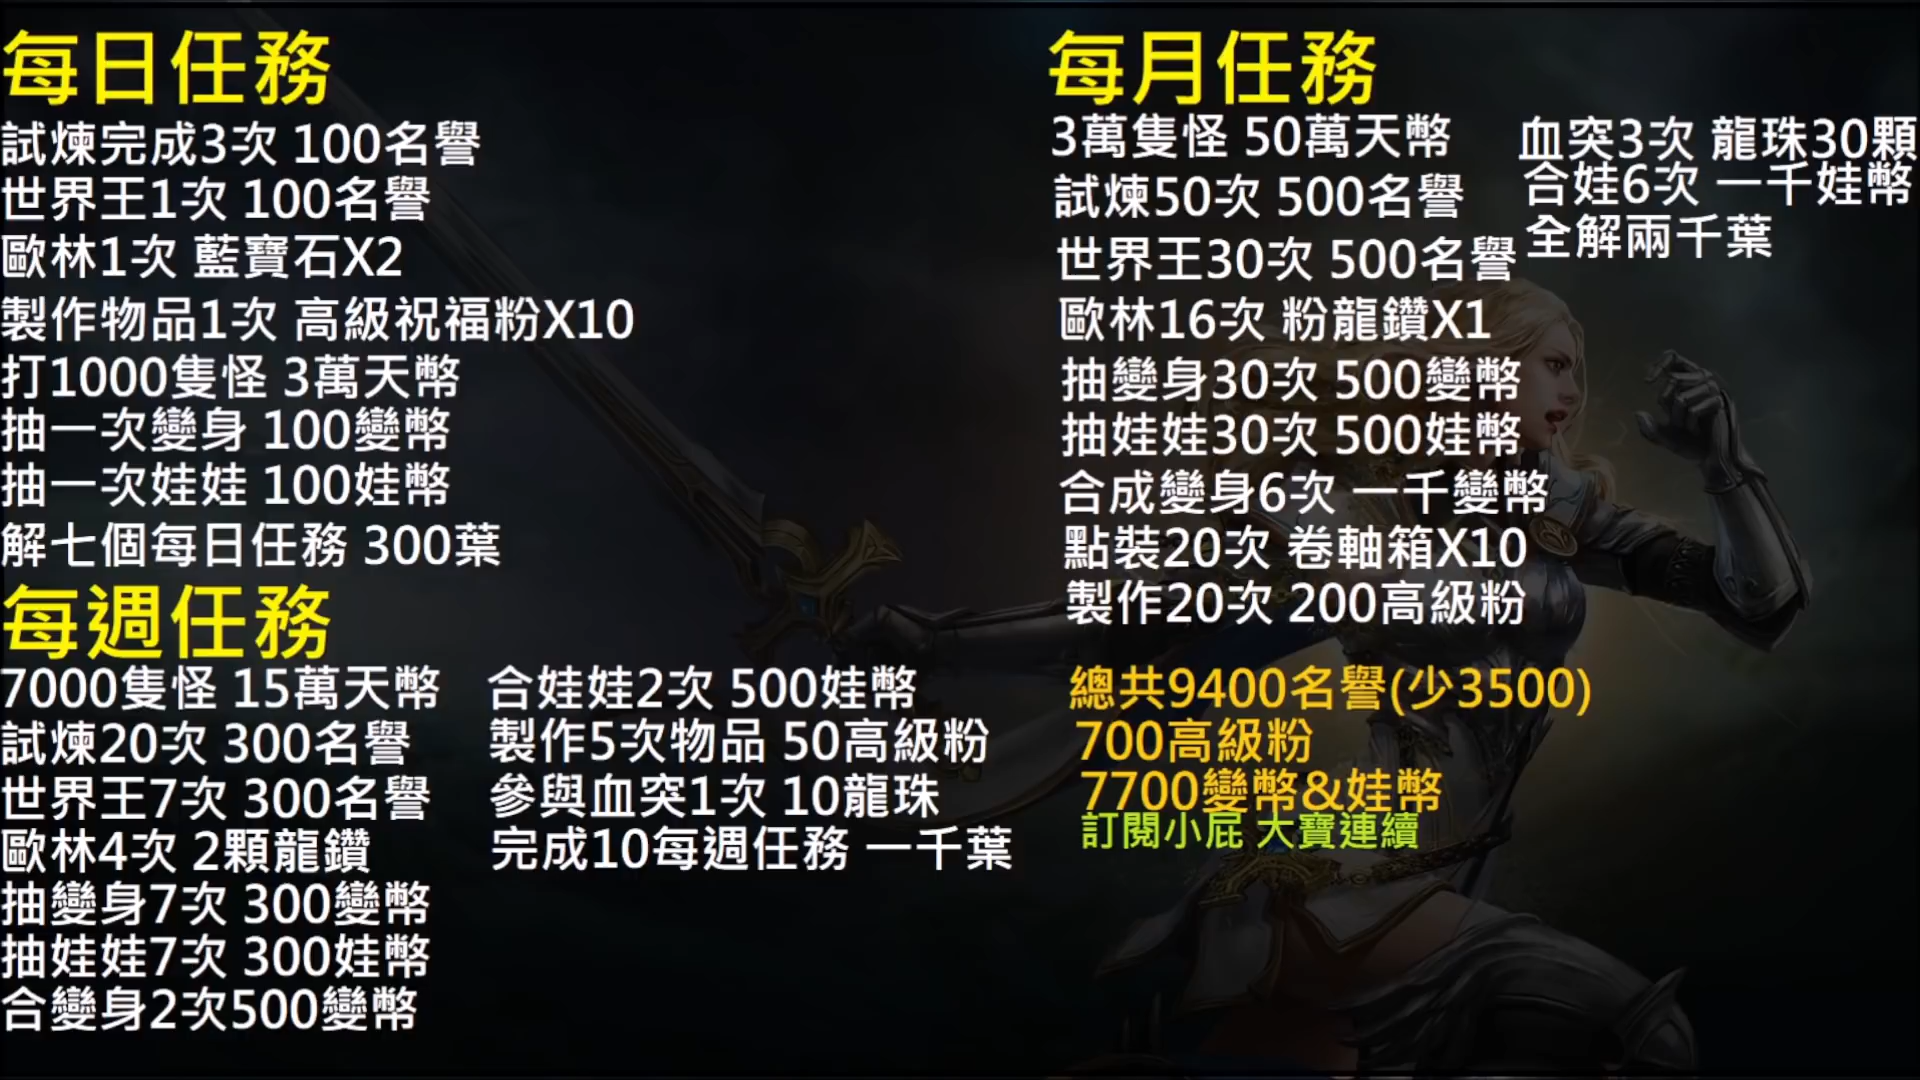 每日任務
試煉完成3次 100名譽
世界王1次 100名譽
歐林1次 藍寶石X2
製作物品1次 高級祝福粉X10
打1000隻怪 3萬天幣
抽一次變身 100變幣
抽一次娃娃 100娃幣
解七個每日任務 300葉
每週任務
7000隻怪 15萬天幣
試煉20次 300名譽
世界王7次 300名譽
歐林4次 2顆龍鑽
抽變身7次 300變幣
抽娃娃7次 300娃幣
合變身2次500變幣
合娃娃2次 500娃幣
製作5次物品 50高級粉
參與血突1次 10龍珠
完成10每週任務 一千葉
每月任務
3萬隻怪 50萬天幣
試煉50次 500名譽
世界王30次 500名譽
歐林16次 粉龍鑽X1
抽變身30次 500變幣
抽娃娃30次 500娃幣
合成變身6次 一千變幣
點裝20次 卷軸箱X10
製作20次 200高級粉
血突3次 龍珠30顆
合娃6次 一千娃幣
全解兩千葉
總共9400名譽(少3500)
700高級粉
7700變幣&娃幣
訂閱小屁 大寶連續